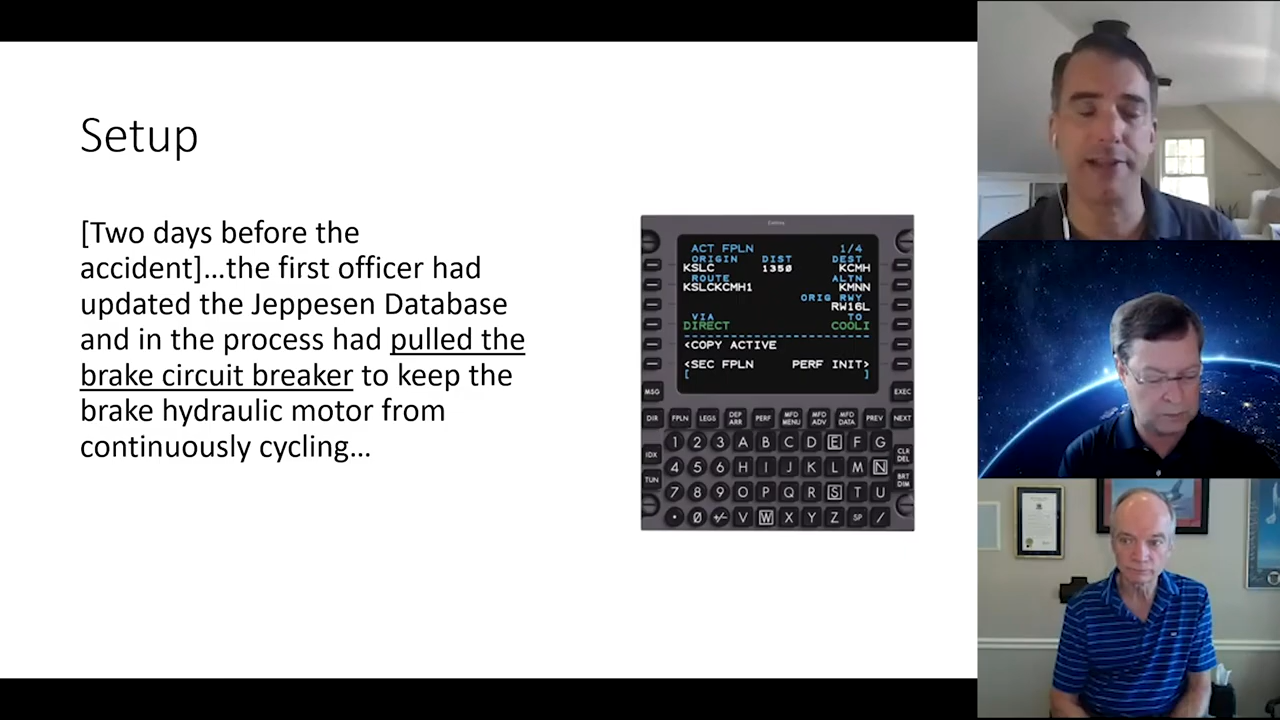 Setup
[Two days before the
accident]...the first officer had
updated the Jeppesen Database
and in the process had pulled the
brake circuit breaker to keep the
brake hydraulic motor from
continuously cycling...
ACT FPLN 1/4
ORIGIN DIST DEST
KSLC 1350 KCMH
ROUTE ALTN
KSLCKCMH1 KMNN
ORIG RWY
RW16L
VIA TO
DIRECT COOLI
<COPY ACTIVE
<SEC FPLN PERF INIT>
[ ]
MSG EXEC
DIR FPLN LEGS DEP ARR PERF MFD MENU MFD ADV MFD DATA PREV NEXT
1 2 3 A B C D E F G
IDX CLR DEL
4 5 6 H I J K L M N
TUN BRT DIM
7 8 9 O P Q R S T U
. 0 +/- V W X Y Z SP /